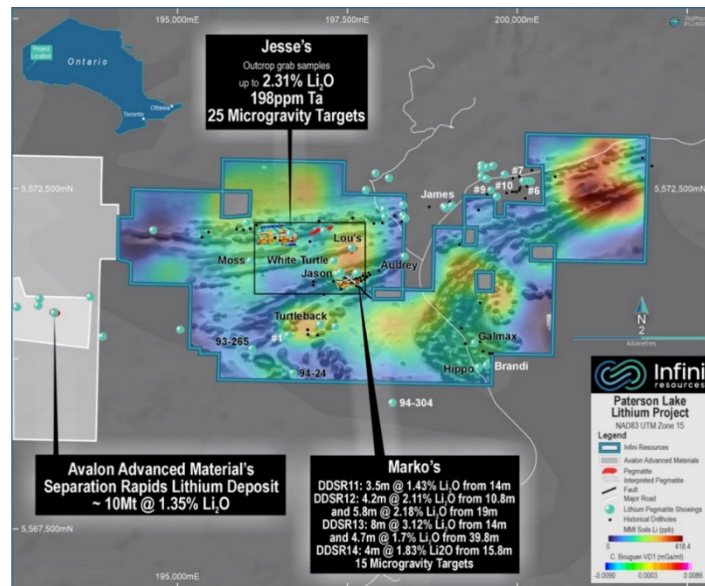 195,000mE
197,500mE
200,000mE
Project
Location
Ontario
Toronto
Ottawa
Jesse's
Outcrop grab samples
up to 2.31% Li₂O
198ppm Ta
25 Microgravity Targets
5,572,500mN
5,572,500mN
#7
#9
#10
#6
James
Lou's
Moss
White Turtle
Audrey
Jason
Turtleback
93-265
#1
94-24
Galmax
Hippo
Brandi
94-304
N
2
kilometres
Avalon Advanced Material's
Separation Rapids Lithium Deposit
~ 10Mt @ 1.35% Li₂O
Marko's
DDSR11: 3.5m @ 1.43% Li₂O from 14m
DDSR12: 4.2m @ 2.11% Li₂O from 10.8m
and 5.8m @ 2.18% Li₂O from 19m
DDSR13: 8m @ 3.12% Li₂O from 14m
and 4.7m @ 1.7% Li₂O from 39.8m
DDSR14: 4m @ 1.83% Li2O from 15.8m
15 Microgravity Targets
Infini
resources
Paterson Lake
Lithium Project
NAD83 UTM Zone 15
Legend
Infini Resources
Avalon Advanced Materials
Pegmatite
Interpreted Pegmatite
Fault
Major Road
Lithium Pegmatite Showings
Historical Drillholes
MMI Soils Li (ppb)
0
418.4
C. Bouguer-VD1 (mGal/m)
-0.0090
0.0003
0.0086
5,567,500mN
195,000mE